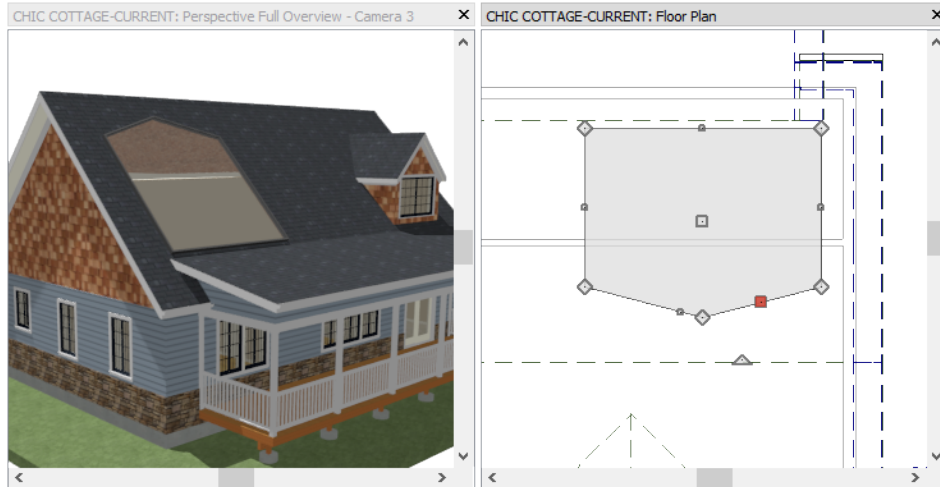 CHIC COTTAGE-CURRENT: Perspective Full Overview - Camera 3
CHIC COTTAGE-CURRENT: Floor Plan